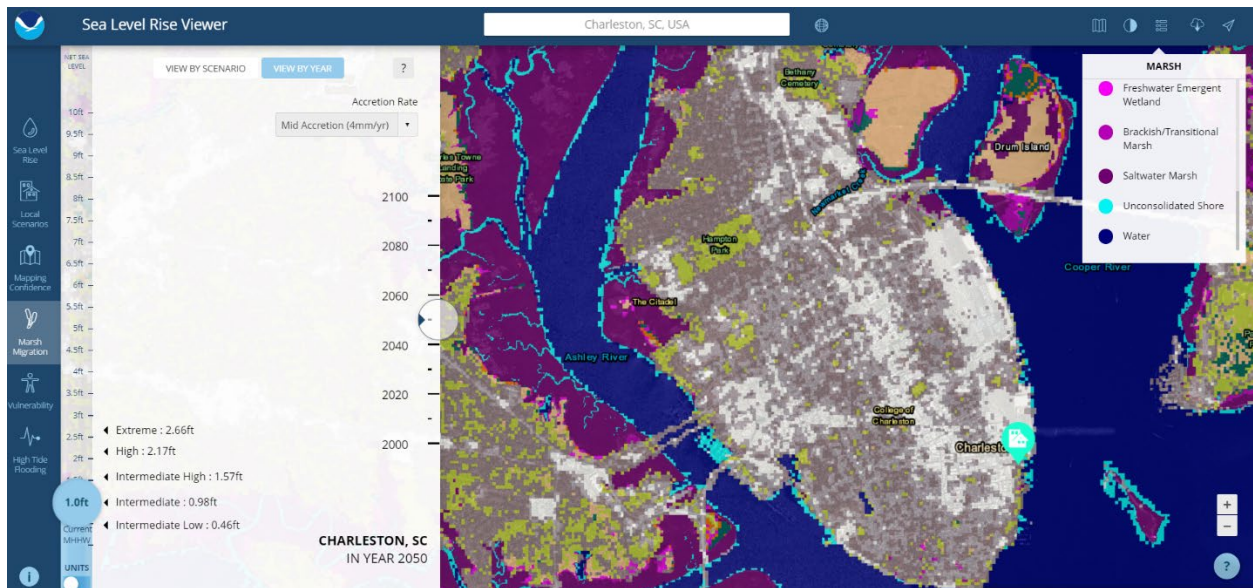 Sea Level Rise Viewer
Charleston, SC, USA
Sea Level
Rise
Local
Scenarios
Mapping
Confidence
Marsh
Migration
Vulnerability
High Tide
Flooding
NET SEA
LEVEL
10ft
9.5ft
9ft
8.5ft
8ft
7.5ft
7ft
6.5ft
6ft
5.5ft
5ft
4.5ft
4ft
3.5ft
3ft
2.5ft
2ft
1.0ft
Current
MHHW
UNITS
VIEW BY SCENARIO
VIEW BY YEAR
?
Accretion Rate
Mid Accretion (4mm/yr)
2100
2080
2060
2040
2020
2000
Extreme : 2.66ft
High : 2.17ft
Intermediate High : 1.57ft
Intermediate : 0.98ft
Intermediate Low : 0.46ft
CHARLESTON, SC
IN YEAR 2050
Bethany
Cemetery
Landing
Drum Island
Newmarket Creek
Hampton
Park
The Citadel
Ashley River
Cooper River
College of
Charleston
Charleston
MARSH
Freshwater Emergent
Wetland
Brackish/Transitional
Marsh
Saltwater Marsh
Unconsolidated Shore
Water
+
−
?
i